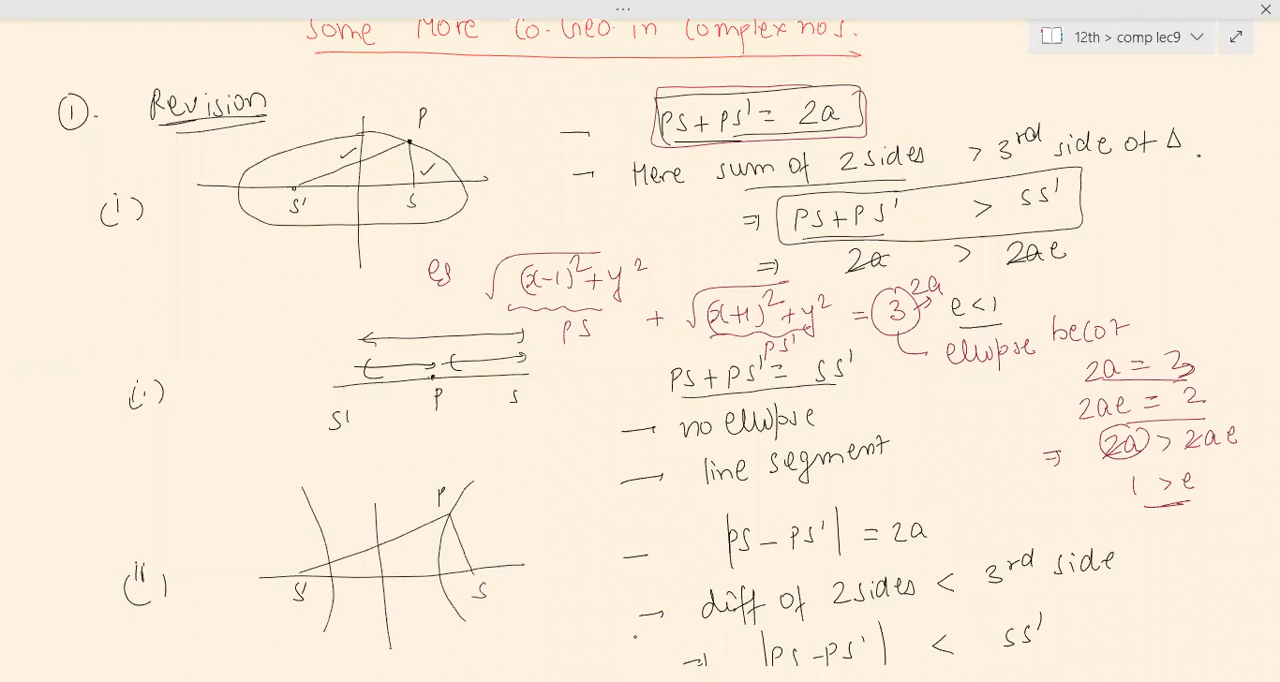 ...
Some More Co-Geo in Complex nos.
12th > comp lec9
①. Revision
PS + PS' = 2a
P
S'
S
(i)
Here sum of 2 sides > 3rd side of Δ.
⇒ PS + PS' > SS'
⇒ 2a > 2ae
e < 1
eg √(x-1)²+y² + √(x+1)²+y² = 3 → 2a
PS
PS'
ellipse becoz
2a = 3
2ae = 2
⇒ 2a > 2ae
1 > e
(i)
S'
P
S
PS + PS' = SS'
— no ellipse
— line segment
(ii)
P
S'
S
— |PS - PS'| = 2a
— diff of 2 sides < 3rd side
⇒ |PS - PS'| < SS'